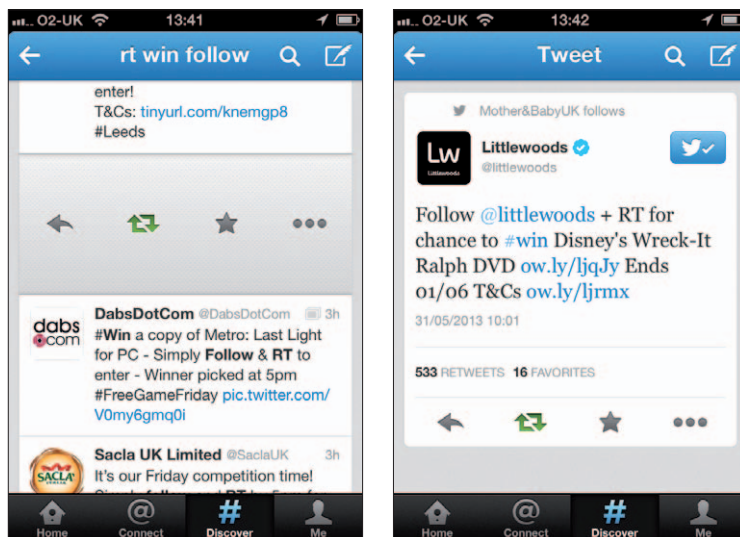 O2-UK 13:41
rt win follow
enter!
T&Cs: tinyurl.com/knemgp8
#Leeds
DabsDotCom @DabsDotCom 3h
dabs
.com
#Win a copy of Metro: Last Light
for PC - Simply Follow & RT to
enter - Winner picked at 5pm
#FreeGameFriday pic.twitter.com/
V0my6gmq0i
Sacla UK Limited @SaclaUK 3h
SACLA'
It's our Friday competition time!
Home Connect Discover Me
O2-UK 13:42
Tweet
Mother&BabyUK follows
Lw
Littlewoods
Littlewoods
@littlewoods
Follow @littlewoods + RT for
chance to #win Disney's Wreck-It
Ralph DVD ow.ly/ljqJy Ends
01/06 T&Cs ow.ly/ljrmx
31/05/2013 10:01
533 RETWEETS 16 FAVORITES
Home Connect Discover Me